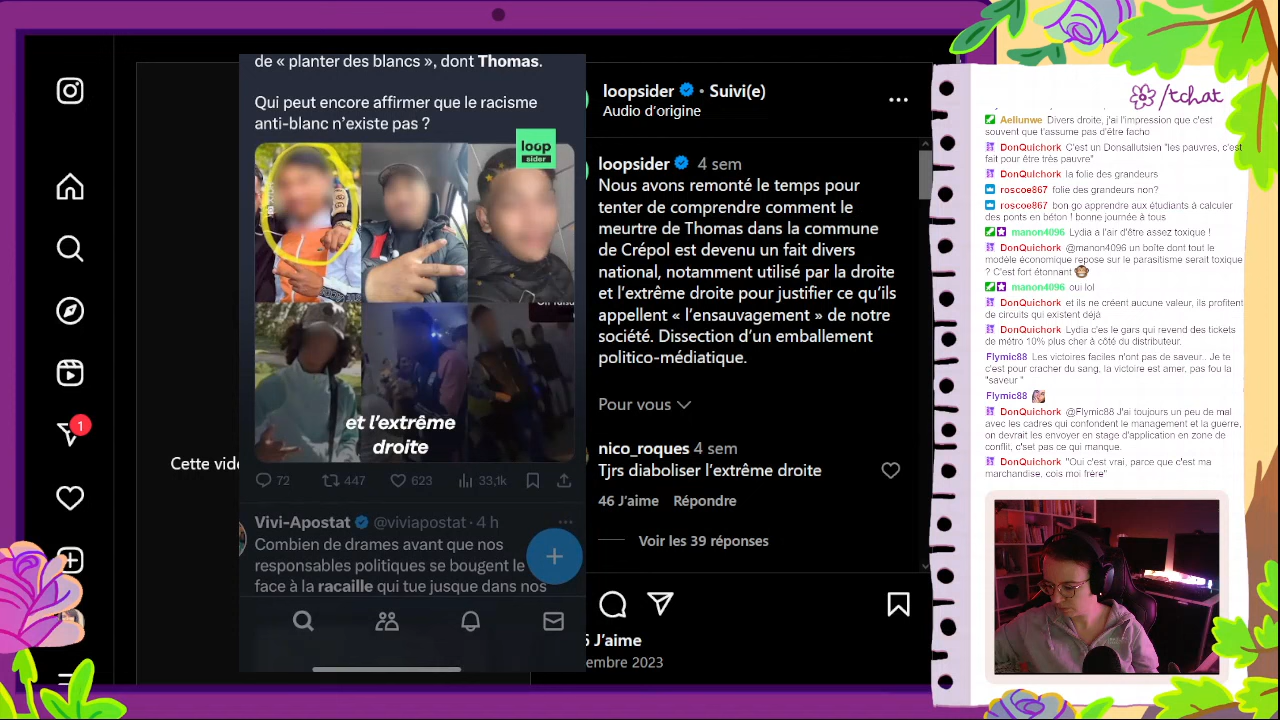 de « planter des blancs », dont Thomas.
Qui peut encore affirmer que le racisme
anti-blanc n'existe pas ?
loop
sider
et l'extrême
droite
72
447
623
33,1k
Vivi-Apostat @viviapostat · 4 h
Combien de drames avant que nos
responsables politiques se bougent le
face à la racaille qui tue jusque dans nos
Cette vidé
1
loopsider • Suivi(e)
Audio d'origine
loopsider 4 sem
Nous avons remonté le temps pour
tenter de comprendre comment le
meurtre de Thomas dans la commune
de Crépol est devenu un fait divers
national, notamment utilisé par la droite
et l'extrême droite pour justifier ce qu'ils
appellent « l'ensauvagement » de notre
société. Dissection d'un emballement
politico-médiatique.
Pour vous
nico_roques 4 sem
Tjrs diaboliser l'extrême droite
46 J'aime Répondre
Voir les 39 réponses
J'aime
embre 2023
/tchat
Aellunwe Divers droite, j'ai l'impression que c'est
souvent que l'assume pas d'être facho
DonQuichork C'est un Donsallutsien "les pauvres, c'est
fait pour être très pauvre"
DonQuichork la folie des grandeurs
roscoe867 folie des grandeurs non?
roscoe867 bon go apprendre aux étudiants à calculer
des ponts en béton ! bonne journée à tous
manon4096 Lydia a l'air d'être assez toxique !
DonQuichork @manon4096 un boîte dont tout le
modèle économique repose sur le parasitisme serait toxique
? C'est fort étonnant
manon4096 oui lol
DonQuichork et ils ne créent aucune valeur, ils profitent
de circuits qui existent déjà
DonQuichork Lydia c'es le gars qui revend des tickets
de métro 10% plus cher à côté du distributeur.
Flymic88 Les victoires faciles n'ont pas de saveur.. Je te
c'est pour cracher du sang, la victoire est amer. pas fou la
"saveur "
Flymic88
DonQuichork @Flymic88 J'ai toujours un peu de mal
avec les cadres qui confondent le management et la guerre,
on devrait les envoyer en stage d'application en zone de
conflit, c'set pas ce qui manque.
DonQuichork "Oui c'est vrai, parce que c'est ma
marchandise, cois moi frère"